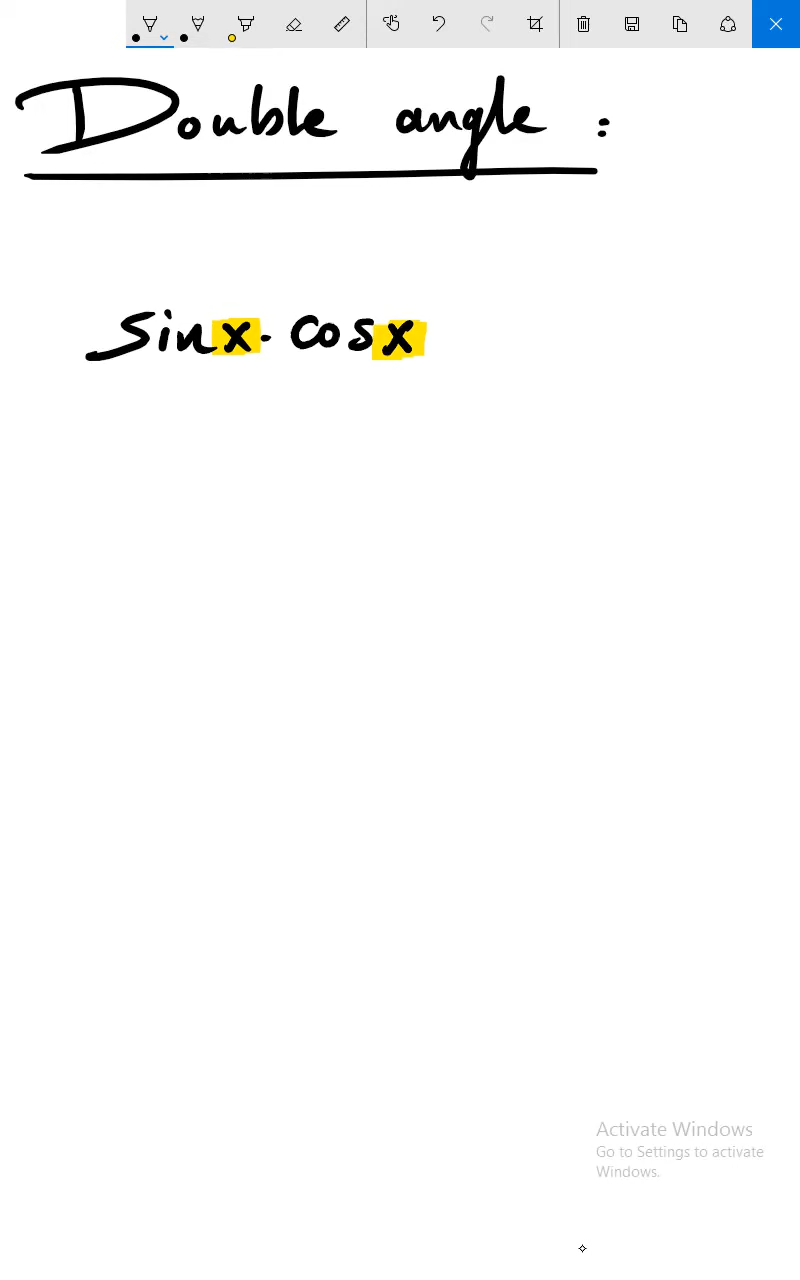 Double angle :
sinx . cosx
Activate Windows
Go to Settings to activate
Windows.